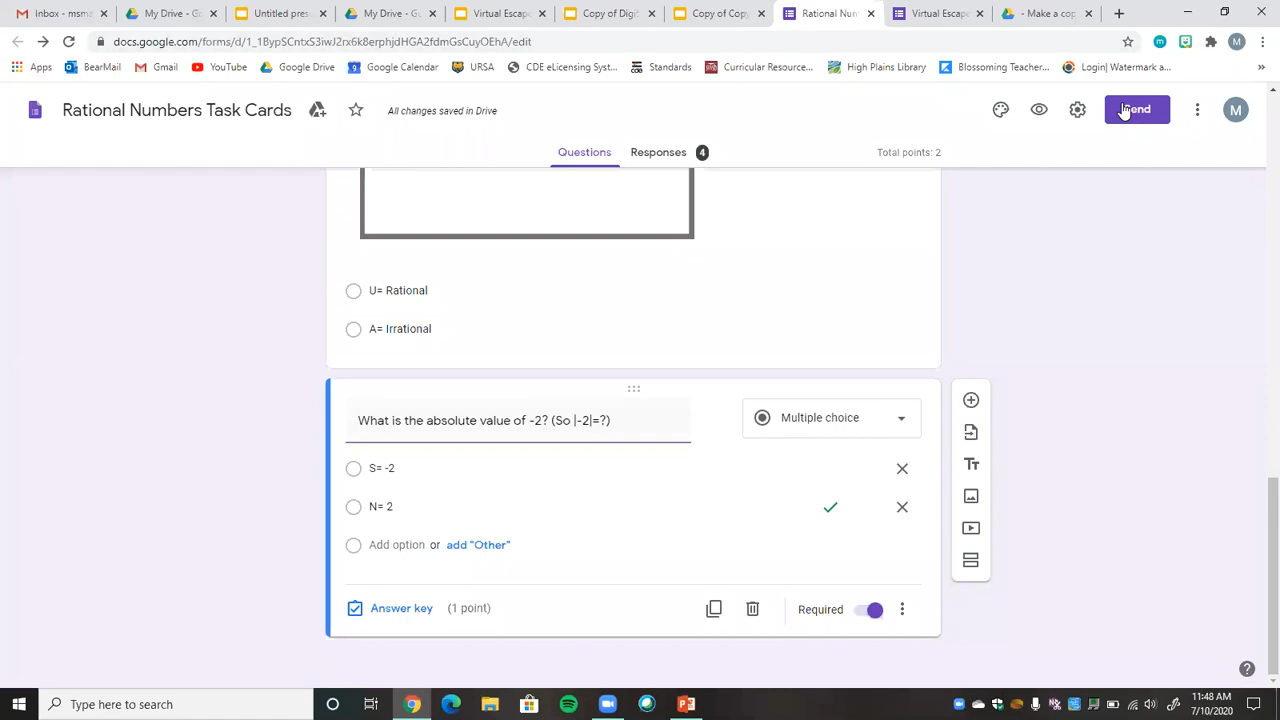 Inbox - msnr
My Drive - G
Untitled pres
My Drive - G
Virtual Escap
Copy of Digi
Copy of Copy
Rational Num
Virtual Escap
- Make a cop
docs.google.com/forms/d/1_1BypSCntxS3iwJ2rx6k8erphjdHGA2fdmGsCuyOEhA/edit
M
Apps
BearMail
Gmail
YouTube
Google Drive
Google Calendar
URSA
CDE eLicensing Syst...
Standards
Curricular Resource...
High Plains Library
Blossoming Teacher...
Login| Watermark a...
»
Rational Numbers Task Cards
All changes saved in Drive
Send
M
Questions
Responses 4
Total points: 2
U= Rational
A= Irrational
What is the absolute value of -2? (So |-2|=?)
Multiple choice
S= -2
N= 2
Add option or add "Other"
Tт
Answer key (1 point)
Required
Type here to search
11:48 AM
7/10/2020